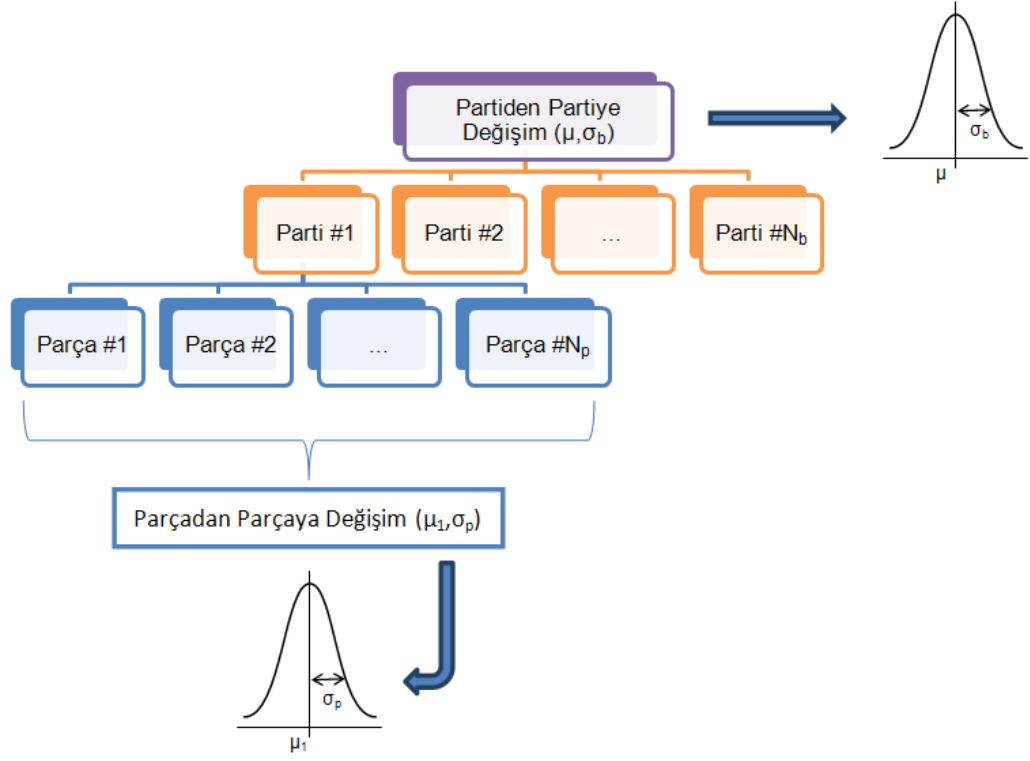 Partiden Partiye
Değişim (μ,σb)
σb
μ
Parti #1
Parti #2
...
Parti #Nb
Parça #1
Parça #2
...
Parça #Np
Parçadan Parçaya Değişim (μ1,σp)
σp
μ1